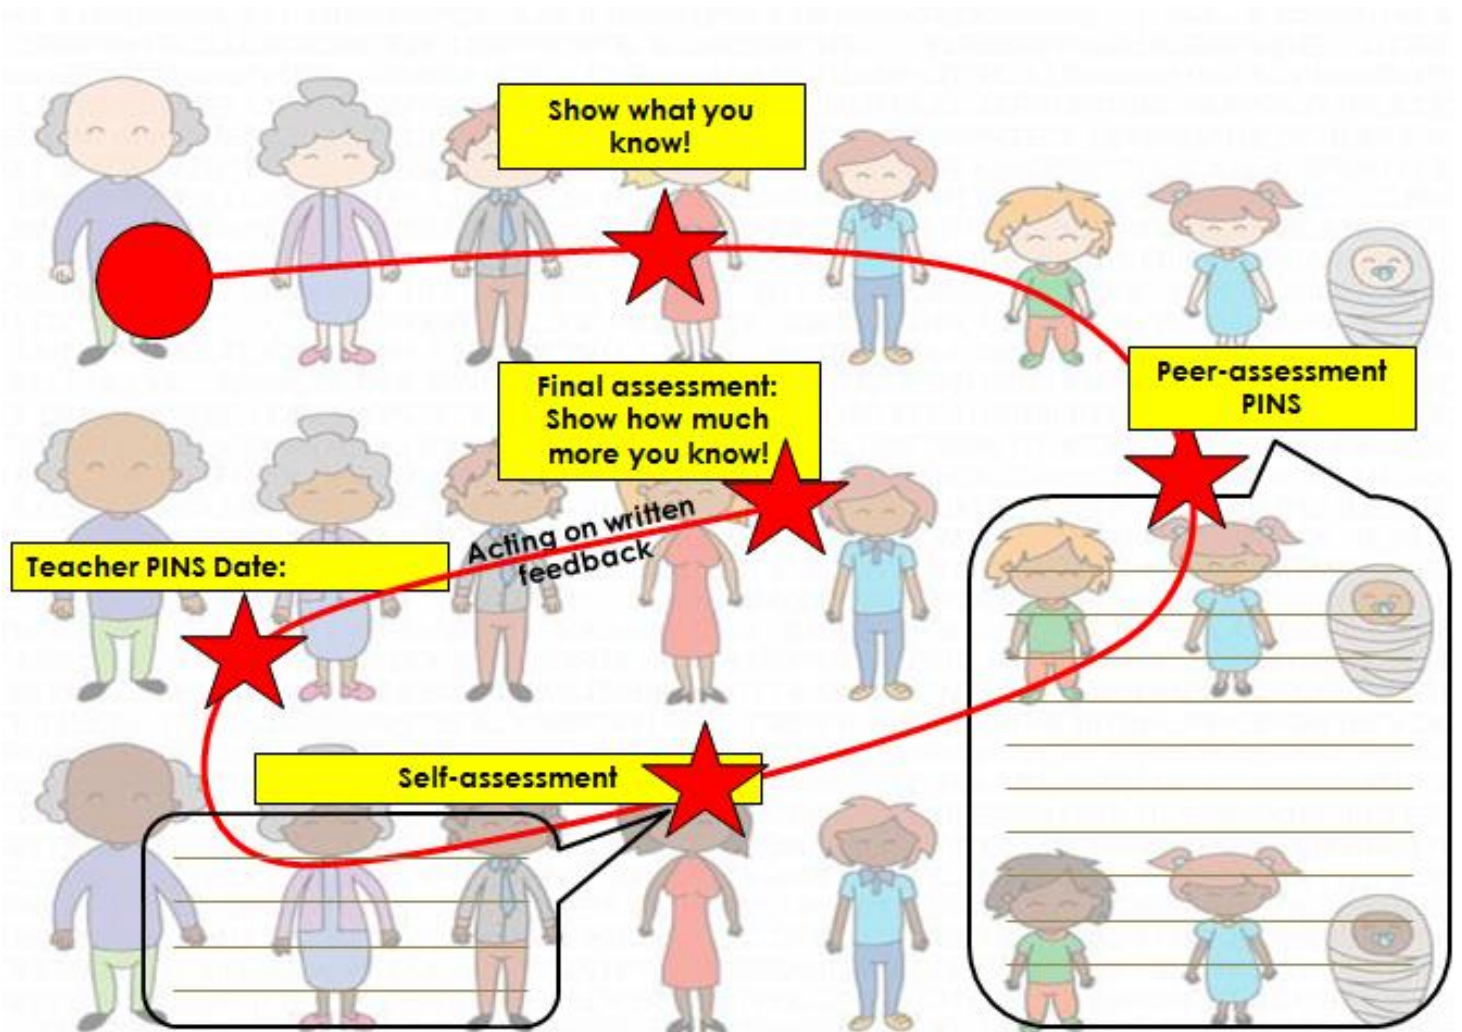 Show what you
know!
Peer-assessment
PINS
Final assessment:
Show how much
more you know!
Acting on written
feedback
Teacher PINS Date:
Self-assessment